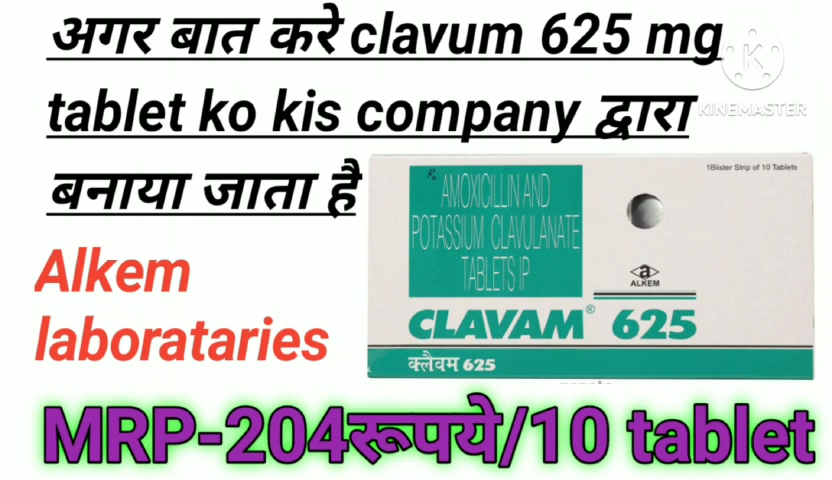 अगर बात करे clavum 625 mg
KINEMASTER
tablet ko kis company द्वारा
बनाया जाता है
1Blister Strip of 10 Tablets
Rx
AMOXICILLIN AND
POTASSIUM CLAVULANATE
TABLETS IP
ALKEM
CLAVAM® 625
क्लैवम 625
Alkem
laborataries
MRP-204रूपये/10 tablet